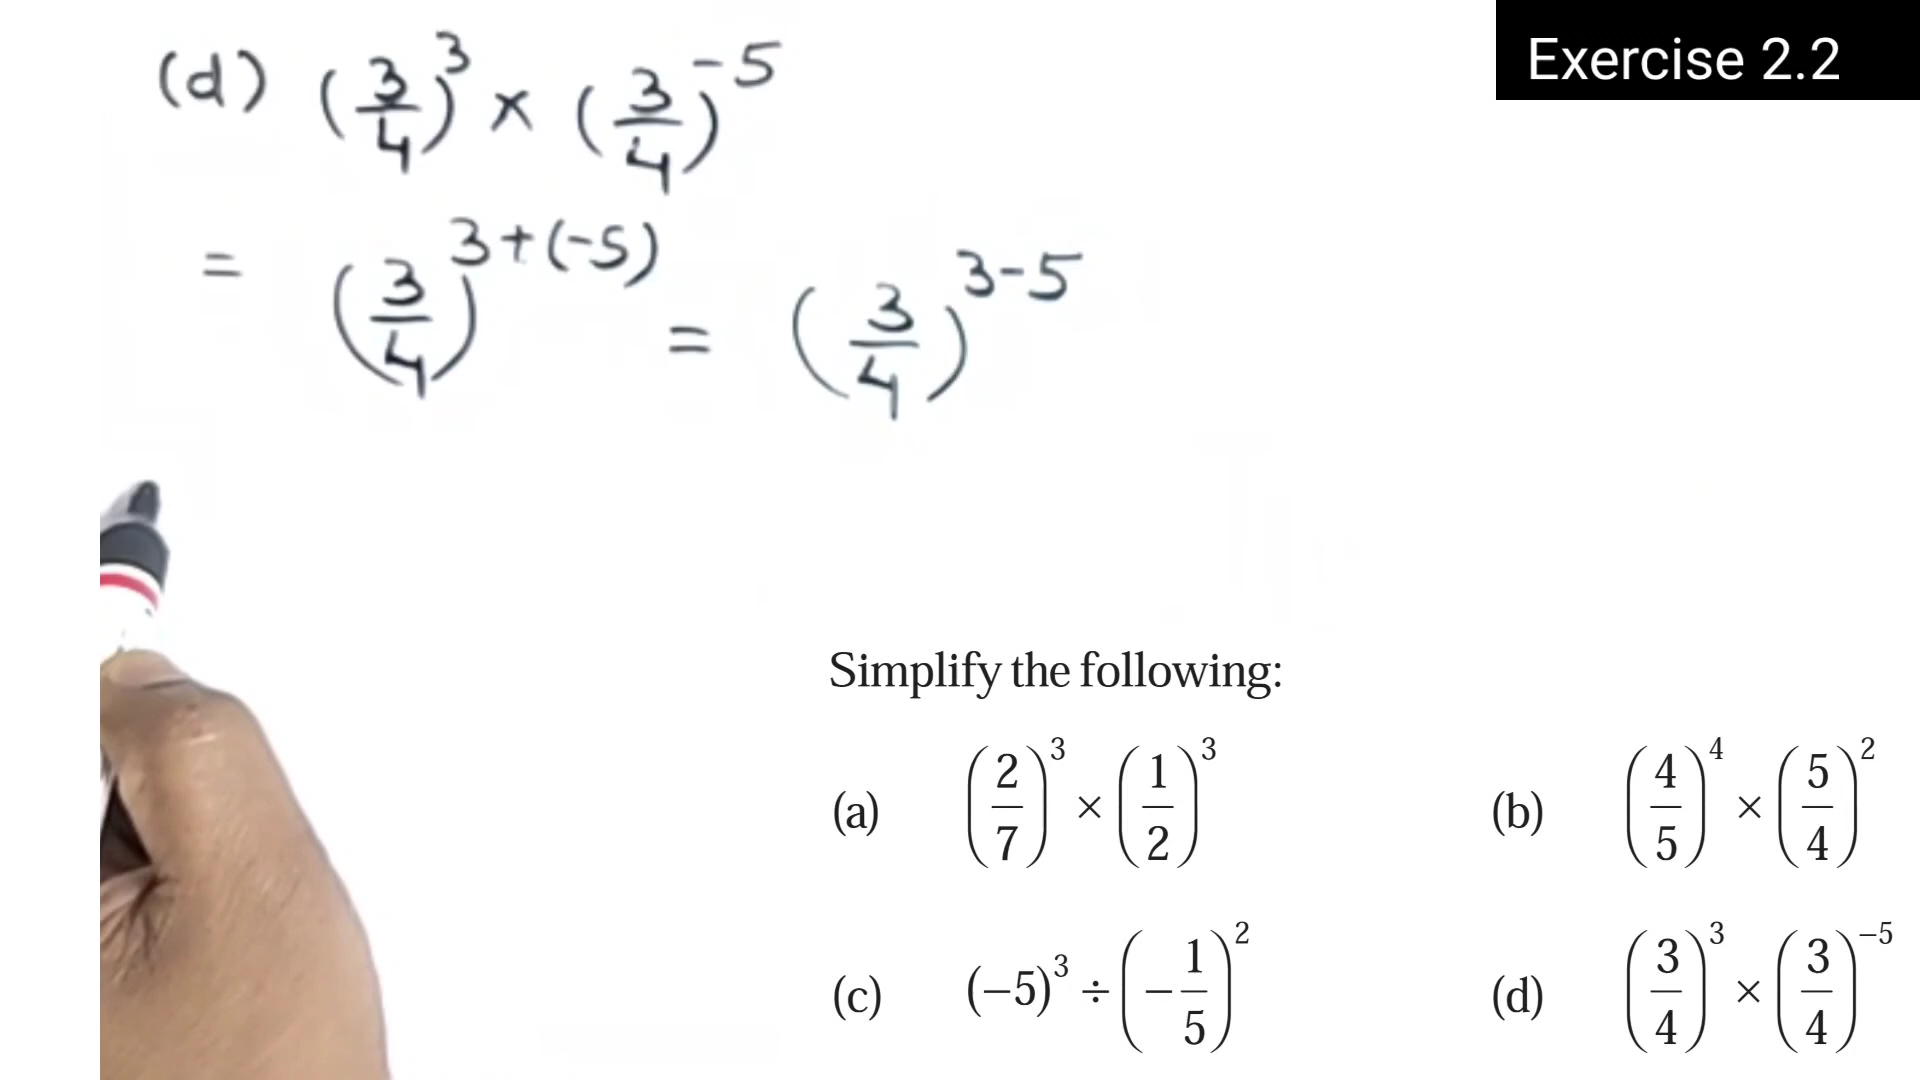 Exercise 2.2
(d) (3/4)^3 × (3/4)^-5
= (3/4)^3+(-5) = (3/4)^3-5
Simplify the following:
(a) (2/7)^3 × (1/2)^3 (b) (4/5)^4 × (5/4)^2
(c) (−5)^3 ÷ (−1/5)^2 (d) (3/4)^3 × (3/4)^−5